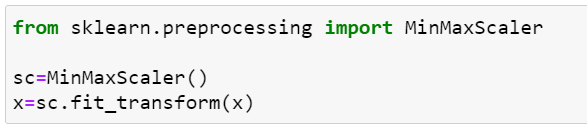 from sklearn.preprocessing import MinMaxScaler
sc=MinMaxScaler()
x=sc.fit_transform(x)